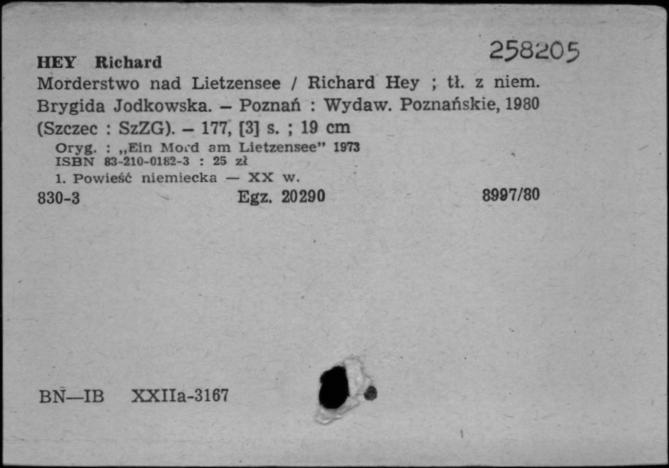 258205
HEY Richard
Morderstwo nad Lietzensee / Richard Hey ; tł. z niem.
Brygida Jodkowska. — Poznań : Wydaw. Poznańskie, 1980
(Szczec : SzZG). — 177, [3] s. ; 19 cm
Oryg. : „Ein Mord am Lietzensee” 1973
ISBN 83-210-0182-3 : 25 zł
1. Powieść niemiecka — XX w.
830-3 Egz. 20290 8997/80
BN—IB XXIIa-3167